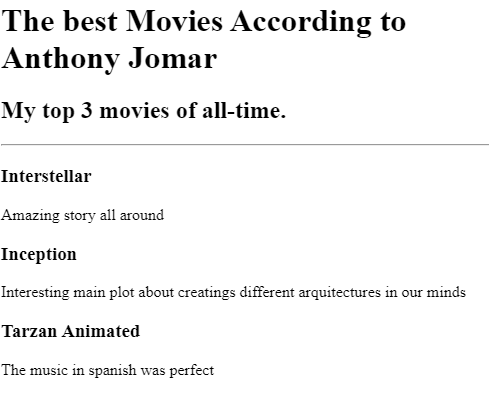 The best Movies According to
Anthony Jomar
My top 3 movies of all-time.
Interstellar
Amazing story all around
Inception
Interesting main plot about creatings different arquitectures in our minds
Tarzan Animated
The music in spanish was perfect